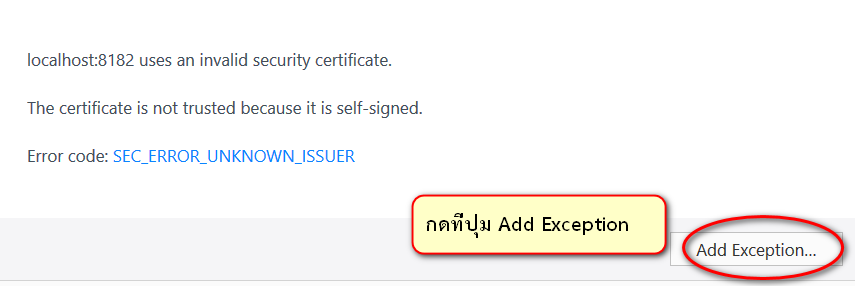 localhost:8182 uses an invalid security certificate.
The certificate is not trusted because it is self-signed.
Error code: SEC_ERROR_UNKNOWN_ISSUER
กดที่ปุ่ม Add Exception
Add Exception...